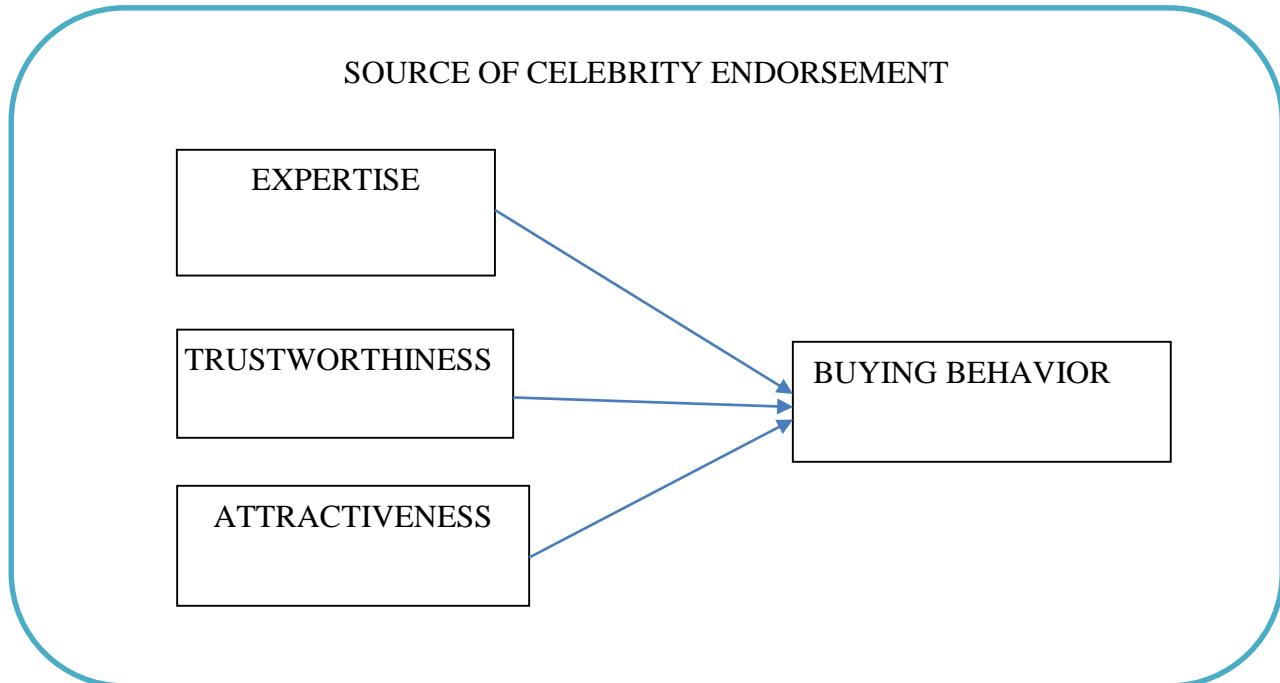 SOURCE OF CELEBRITY ENDORSEMENT
EXPERTISE
TRUSTWORTHINESS
BUYING BEHAVIOR
ATTRACTIVENESS